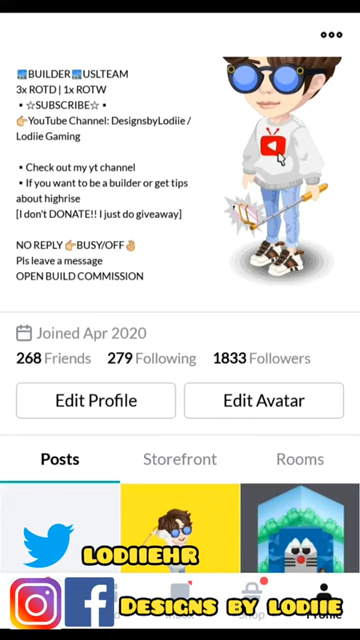 🏙BUILDER🏙USLTEAM
3x ROTD | 1x ROTW
▪☆SUBSCRIBE☆▪
👉YouTube Channel: DesignsbyLodiie /
Lodiie Gaming
▪Check out my yt channel
▪If you want to be a builder or get tips
about highrise
[I don't DONATE!! I just do giveaway]
NO REPLY 👉BUSY/OFF👌
Pls leave a message
OPEN BUILD COMMISSION
Joined Apr 2020
268 Friends 279 Following 1833 Followers
Edit Profile Edit Avatar
Posts Storefront Rooms
LODIIEHR
DESIGNS BY LODIIE